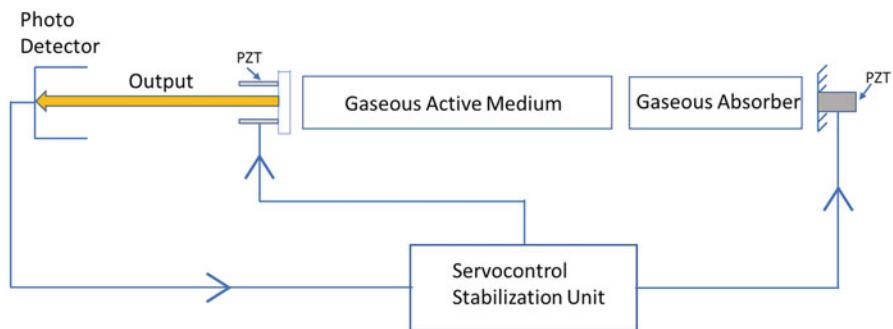 Photo
Detector
Output
PZT
Gaseous Active Medium
Gaseous Absorber
PZT
Servocontrol
Stabilization Unit